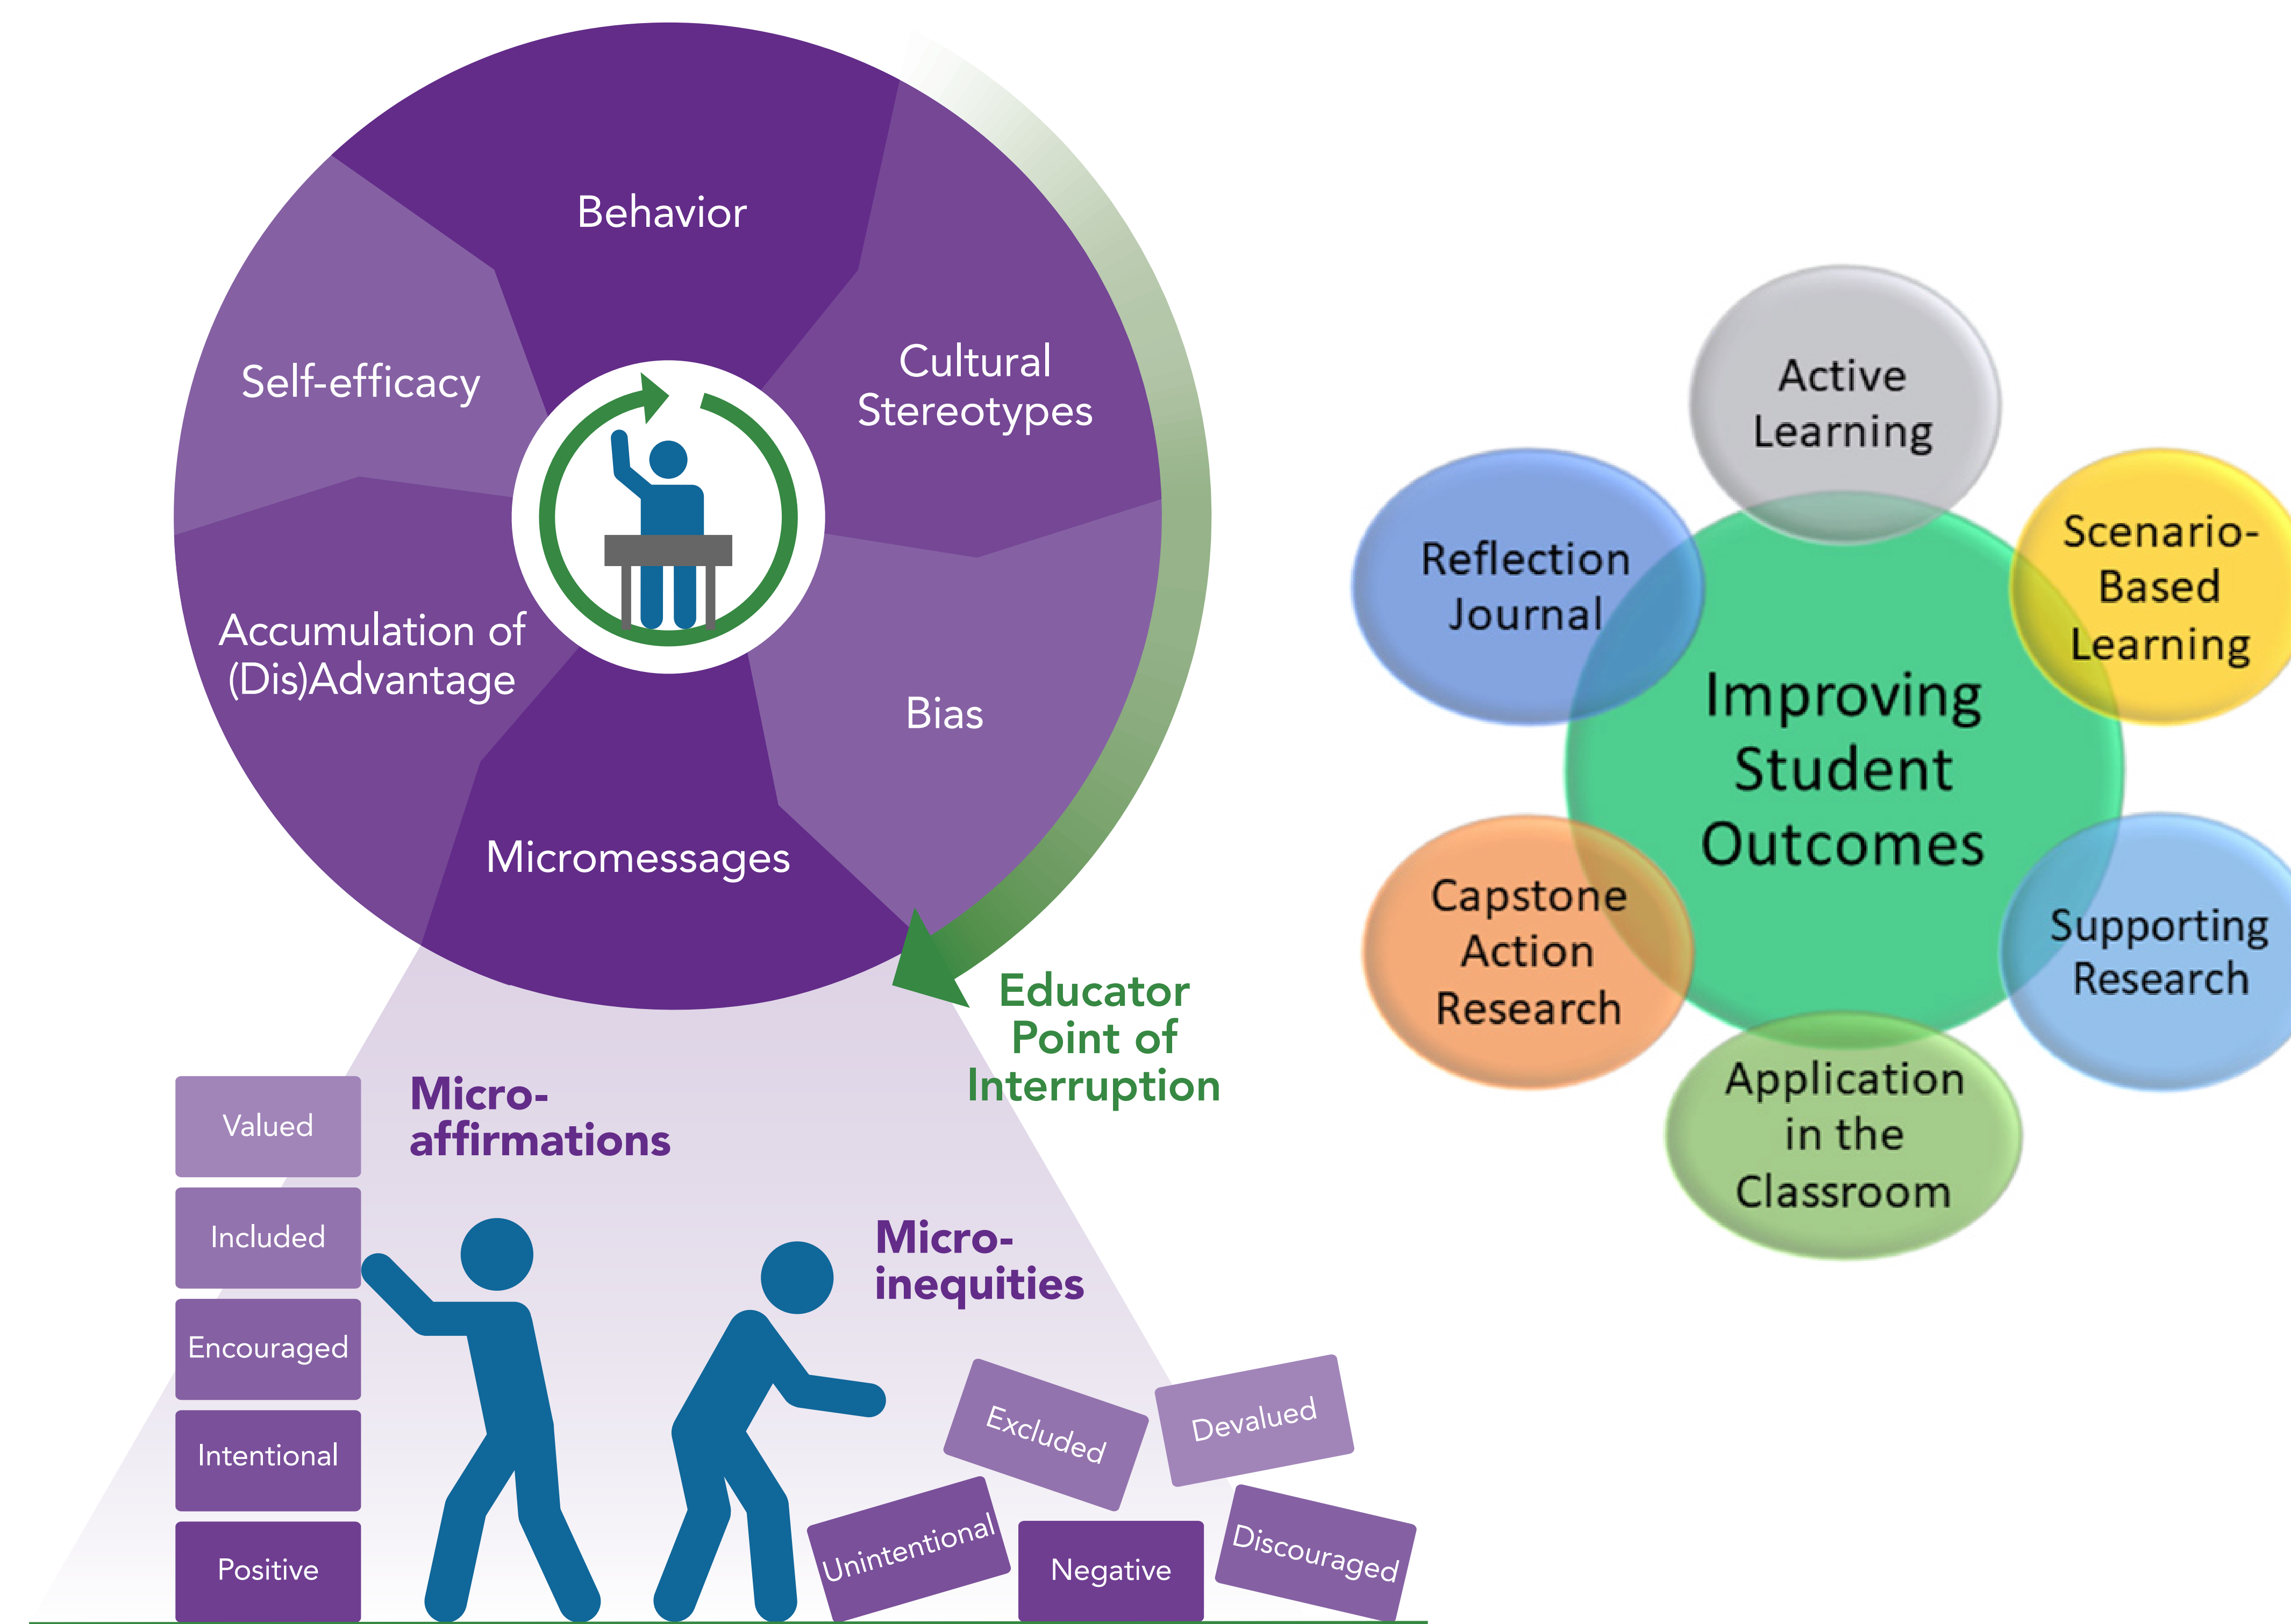 Behavior
Cultural
Stereotypes
Bias
Micromessages
Accumulation of
(Dis)Advantage
Self-efficacy
Educator
Point of
Interruption
Micro-
affirmations
Valued
Included
Encouraged
Intentional
Positive
Micro-
inequities
Excluded
Devalued
Unintentional
Negative
Discouraged
Active
Learning
Scenario-
Based
Learning
Supporting
Research
Application
in the
Classroom
Capstone
Action
Research
Reflection
Journal
Improving
Student
Outcomes